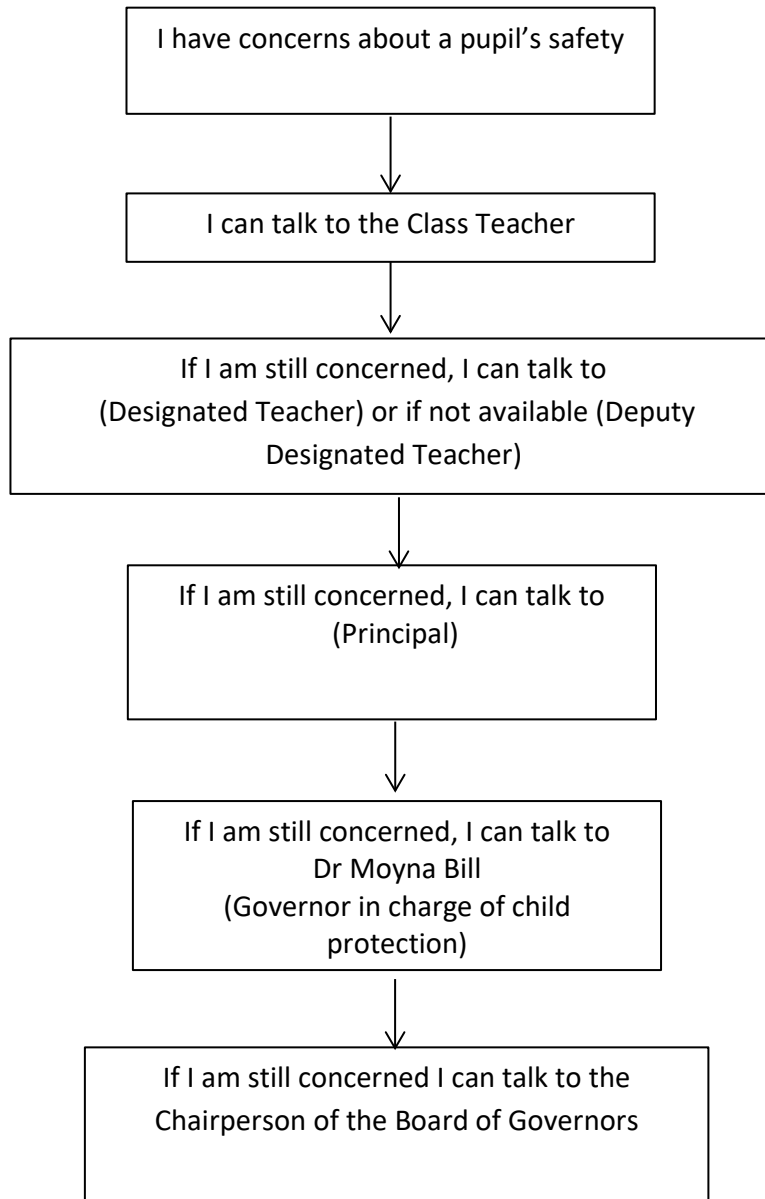 I have concerns about a pupil’s safety
I can talk to the Class Teacher
If I am still concerned, I can talk to
(Designated Teacher) or if not available (Deputy
Designated Teacher)
If I am still concerned, I can talk to
(Principal)
If I am still concerned, I can talk to
Dr Moyna Bill
(Governor in charge of child
protection)
If I am still concerned I can talk to the
Chairperson of the Board of Governors